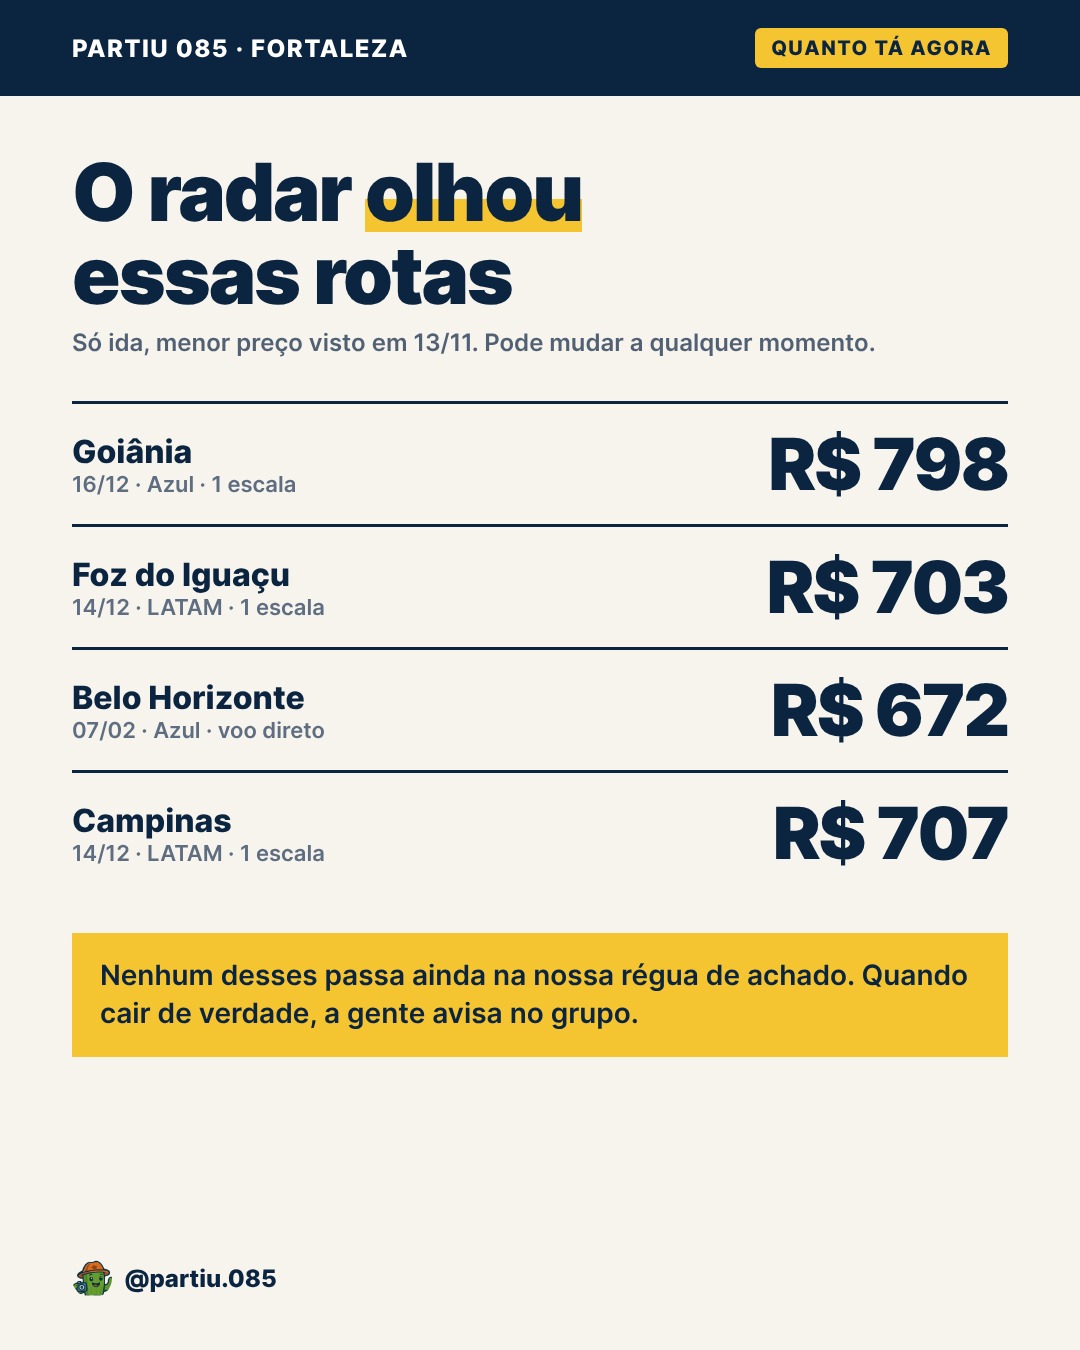 PARTIU 085 · FORTALEZA
QUANTO TÁ AGORA
O radar olhou
essas rotas
Só ida, menor preço visto em 13/11. Pode mudar a qualquer momento.
Goiânia
16/12 · Azul · 1 escala
R$ 798
Foz do Iguaçu
14/12 · LATAM · 1 escala
R$ 703
Belo Horizonte
07/02 · Azul · voo direto
R$ 672
Campinas
14/12 · LATAM · 1 escala
R$ 707
Nenhum desses passa ainda na nossa régua de achado. Quando
cair de verdade, a gente avisa no grupo.
@partiu.085